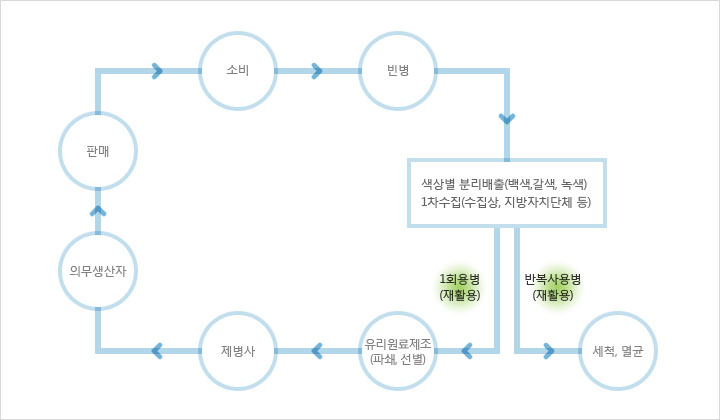 소비
빈병
판매
색상별 분리배출(백색,갈색, 녹색)
1차수집(수집상, 지방자치단체 등)
의무생산자
1회용병
(재활용)
반복사용병
(재활용)
제병사
유리원료제조
(파쇄, 선별)
세척, 멸균